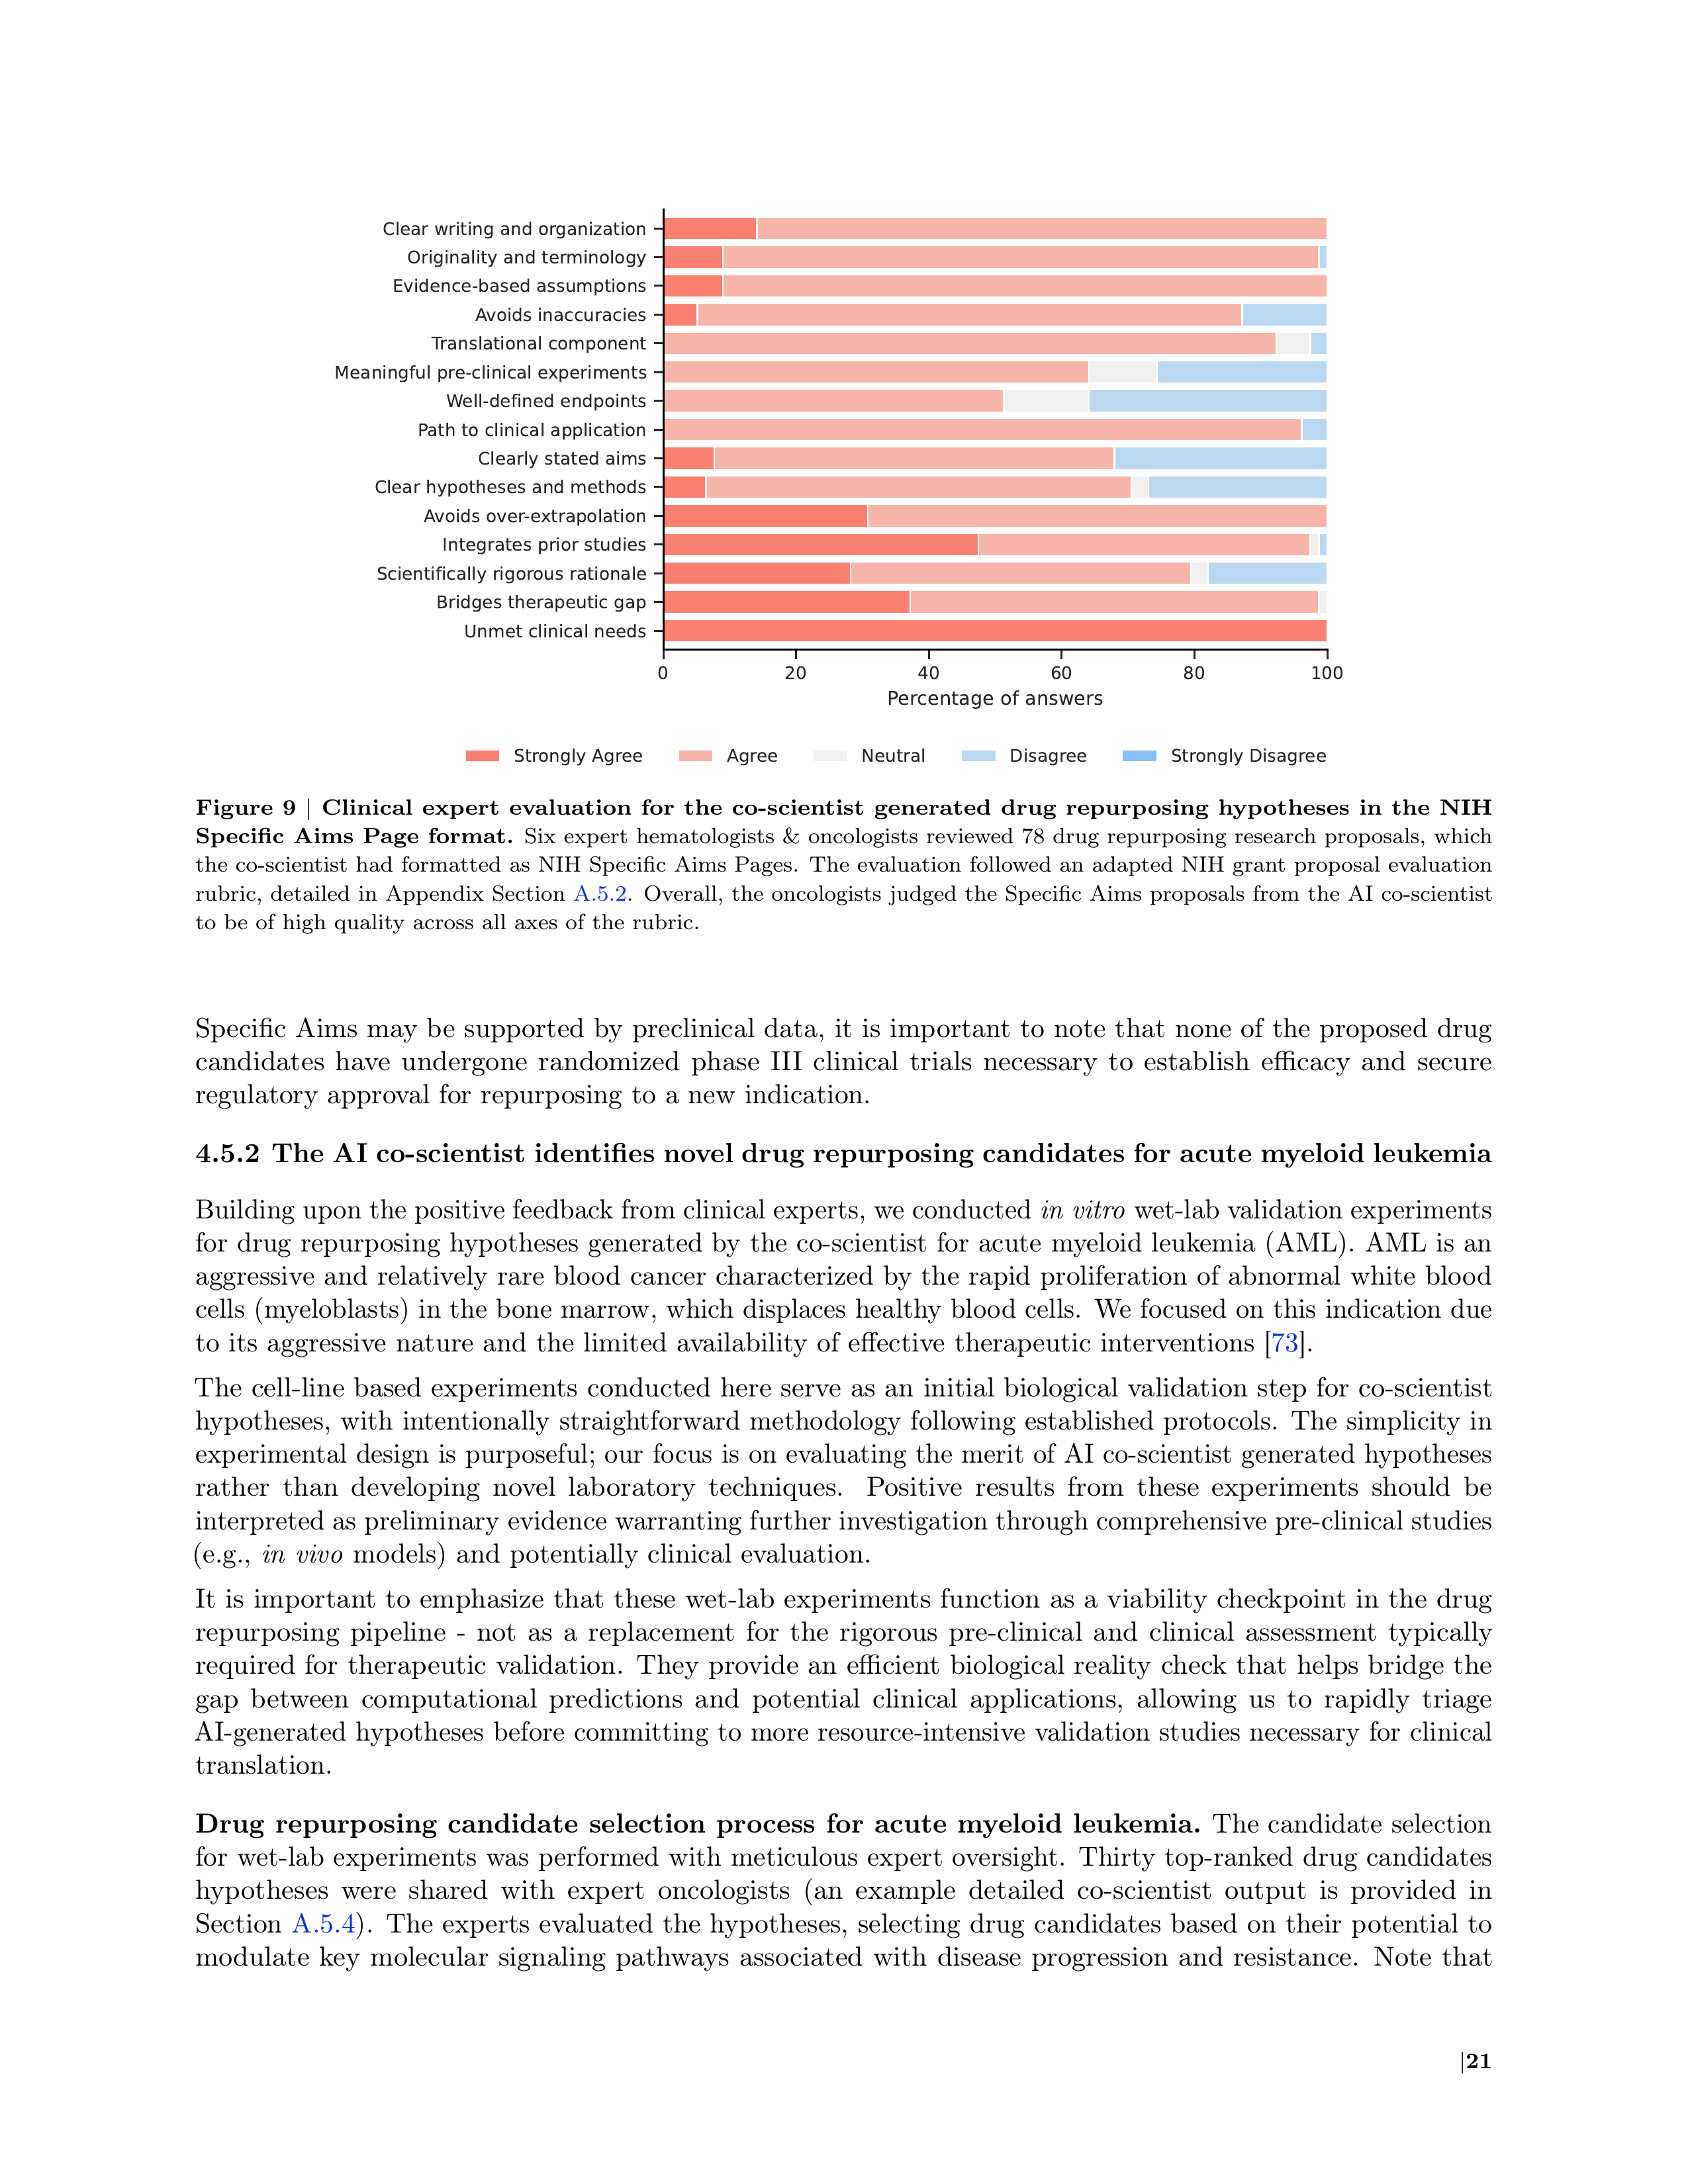 Clear writing and organization
Originality and terminology
Evidence-based assumptions
Avoids inaccuracies
Translational component
Meaningful pre-clinical experiments
Well-defined endpoints
Path to clinical application
Clearly stated aims
Clear hypotheses and methods
Avoids over-extrapolation
Integrates prior studies
Scientifically rigorous rationale
Bridges therapeutic gap
Unmet clinical needs
0 20 40 60 80 100
Percentage of answers
Strongly Agree Agree Neutral Disagree Strongly Disagree
Figure 9 | Clinical expert evaluation for the co-scientist generated drug repurposing hypotheses in the NIH
Specific Aims Page format. Six expert hematologists & oncologists reviewed 78 drug repurposing research proposals, which
the co-scientist had formatted as NIH Specific Aims Pages. The evaluation followed an adapted NIH grant proposal evaluation
rubric, detailed in Appendix Section A.5.2. Overall, the oncologists judged the Specific Aims proposals from the AI co-scientist
to be of high quality across all axes of the rubric.
Specific Aims may be supported by preclinical data, it is important to note that none of the proposed drug
candidates have undergone randomized phase III clinical trials necessary to establish efficacy and secure
regulatory approval for repurposing to a new indication.
4.5.2 The AI co-scientist identifies novel drug repurposing candidates for acute myeloid leukemia
Building upon the positive feedback from clinical experts, we conducted in vitro wet-lab validation experiments
for drug repurposing hypotheses generated by the co-scientist for acute myeloid leukemia (AML). AML is an
aggressive and relatively rare blood cancer characterized by the rapid proliferation of abnormal white blood
cells (myeloblasts) in the bone marrow, which displaces healthy blood cells. We focused on this indication due
to its aggressive nature and the limited availability of effective therapeutic interventions [73].
The cell-line based experiments conducted here serve as an initial biological validation step for co-scientist
hypotheses, with intentionally straightforward methodology following established protocols. The simplicity in
experimental design is purposeful; our focus is on evaluating the merit of AI co-scientist generated hypotheses
rather than developing novel laboratory techniques. Positive results from these experiments should be
interpreted as preliminary evidence warranting further investigation through comprehensive pre-clinical studies
(e.g., in vivo models) and potentially clinical evaluation.
It is important to emphasize that these wet-lab experiments function as a viability checkpoint in the drug
repurposing pipeline - not as a replacement for the rigorous pre-clinical and clinical assessment typically
required for therapeutic validation. They provide an efficient biological reality check that helps bridge the
gap between computational predictions and potential clinical applications, allowing us to rapidly triage
AI-generated hypotheses before committing to more resource-intensive validation studies necessary for clinical
translation.
Drug repurposing candidate selection process for acute myeloid leukemia. The candidate selection
for wet-lab experiments was performed with meticulous expert oversight. Thirty top-ranked drug candidates
hypotheses were shared with expert oncologists (an example detailed co-scientist output is provided in
Section A.5.4). The experts evaluated the hypotheses, selecting drug candidates based on their potential to
modulate key molecular signaling pathways associated with disease progression and resistance. Note that
|21